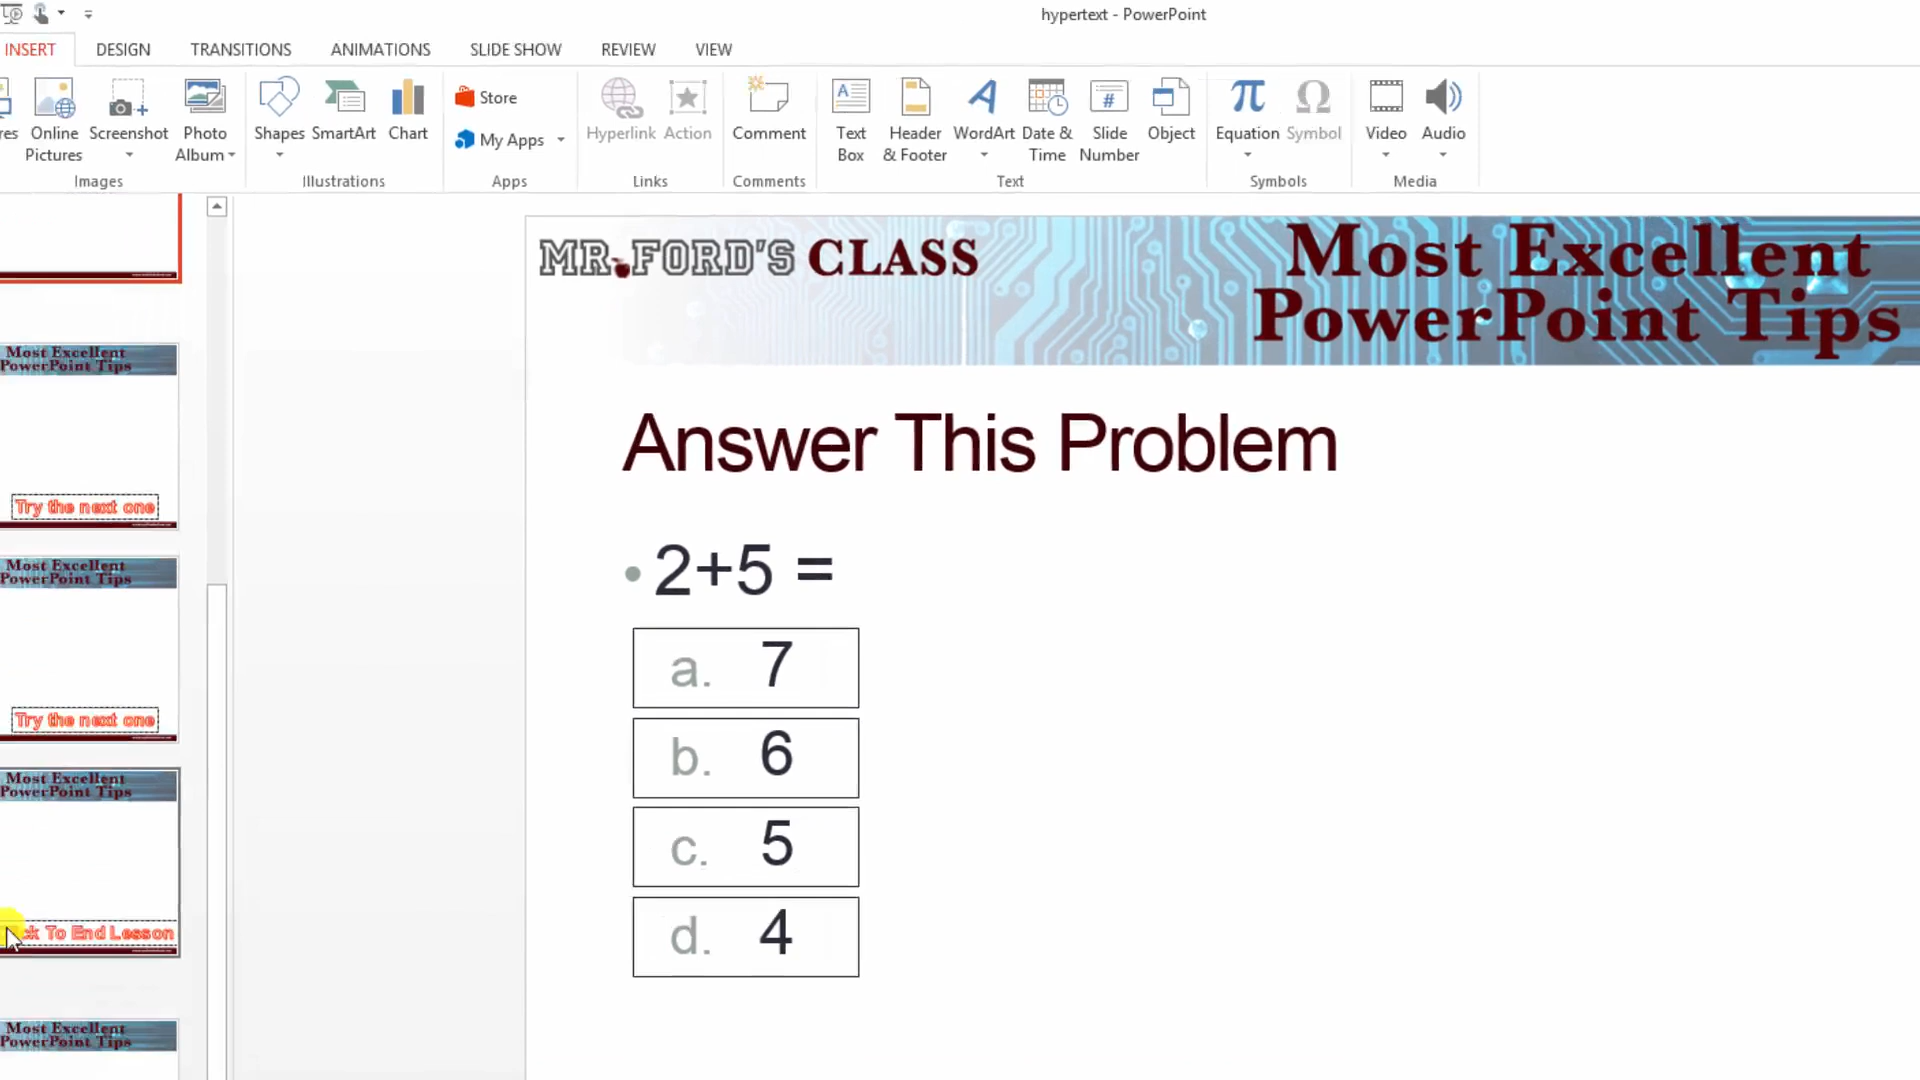 hypertext - PowerPoint
INSERT DESIGN TRANSITIONS ANIMATIONS SLIDE SHOW REVIEW VIEW
Online Pictures
Screenshot
Photo Album
Images
Shapes
SmartArt
Chart
Illustrations
Store
My Apps
Apps
Hyperlink
Action
Links
Comment
Comments
Text Box
Header & Footer
WordArt
Date & Time
Slide Number
Object
Text
Equation
Symbol
Symbols
Video
Audio
Media
Most Excellent
PowerPoint Tips
Try the next one
Most Excellent
PowerPoint Tips
Try the next one
Most Excellent
PowerPoint Tips
To End Lesson
Most Excellent
PowerPoint Tips
MR.FORD'S CLASS
Most Excellent
PowerPoint Tips
Answer This Problem
• 2+5 =
a. 7
b. 6
c. 5
d. 4